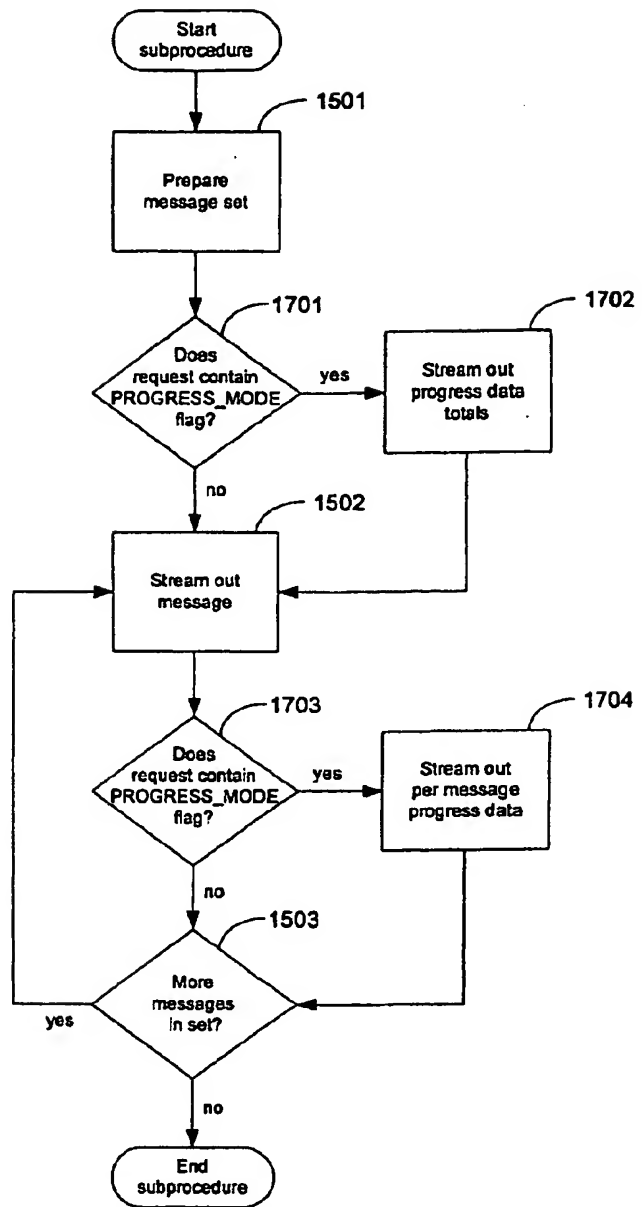 Start
subprocedure
1501
Prepare
message set
1701
Does
request contain
PROGRESS_MODE
flag?
yes
1702
Stream out
progress data
totals
no
1502
Stream out
message
1703
Does
request contain
PROGRESS_MODE
flag?
yes
1704
Stream out
per message
progress data
no
1503
More
messages
in set?
yes
no
End
subprocedure